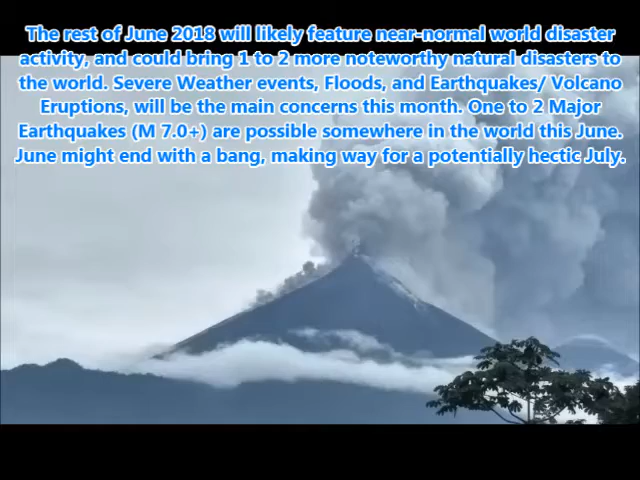 The rest of June 2018 will likely feature near-normal world disaster
activity, and could bring 1 to 2 more noteworthy natural disasters to
the world. Severe Weather events, Floods, and Earthquakes/ Volcano
Eruptions, will be the main concerns this month. One to 2 Major
Earthquakes (M 7.0+) are possible somewhere in the world this June.
June might end with a bang, making way for a potentially hectic July.